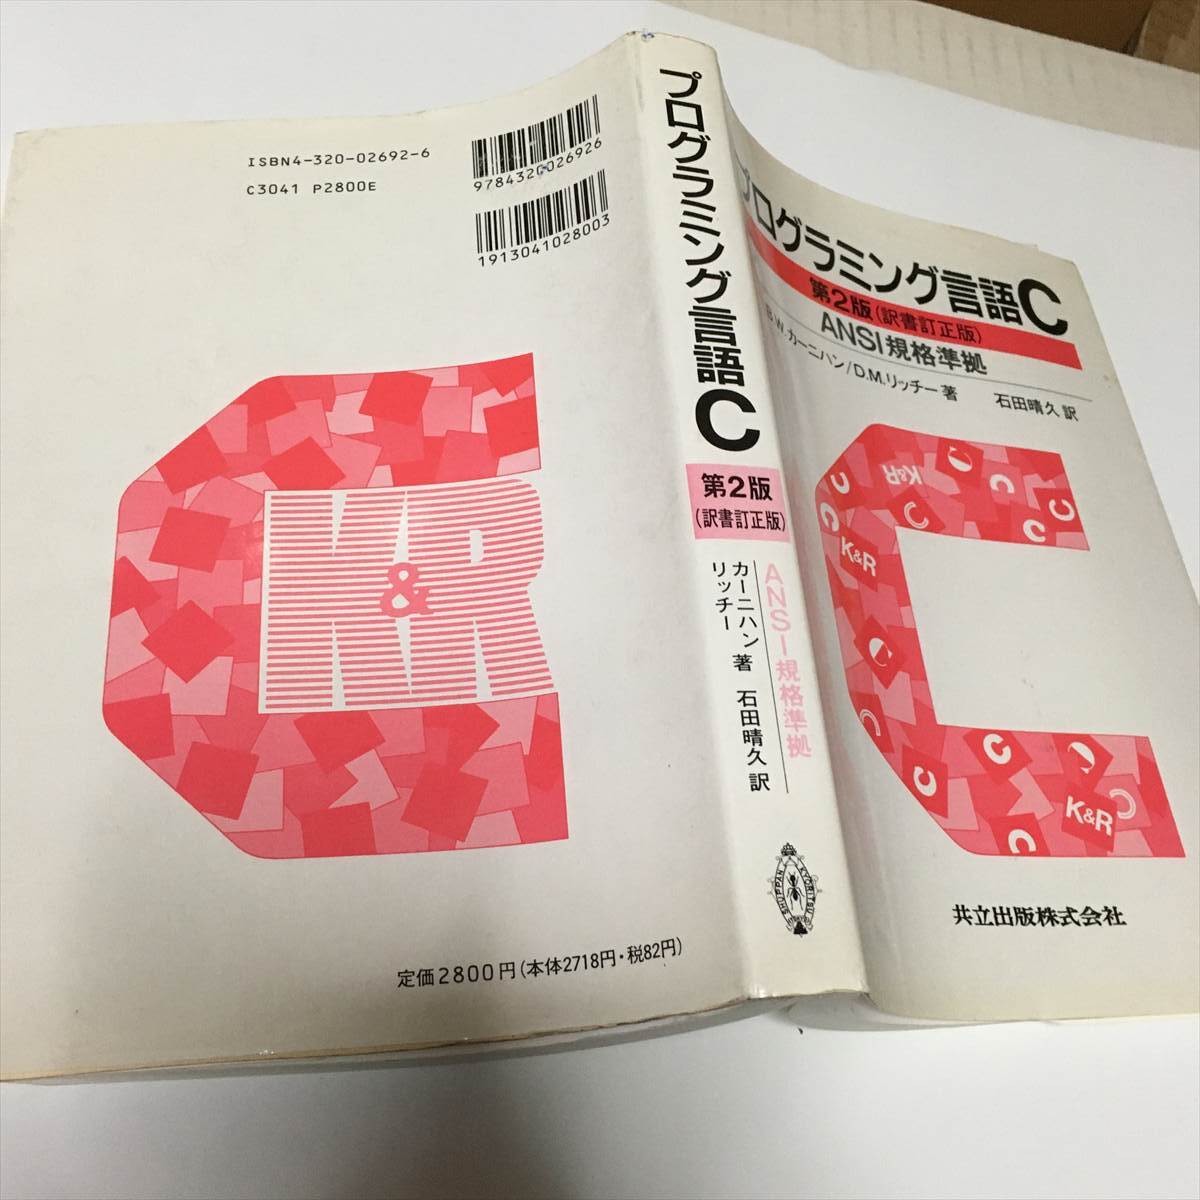 ISBN4-320-02692-6
C3041 P2800E
9784320026926
1913041028003
K&R
定価2800円(本体2718円・税82円)
プログラミング言語C
第2版
(訳書訂正版)
ANSI規格準拠
カーニハン
リッチー
著
石田晴久 訳
SHUPPAN
KYORITSU
プログラミング言語C
第2版(訳書訂正版)
ANSI規格準拠
B.W.カーニハン/D.M.リッチー 著
石田晴久 訳
C
K&R
C
C
C
C
C
K&R
C
C
C
C
C
K&R
C
共立出版株式会社